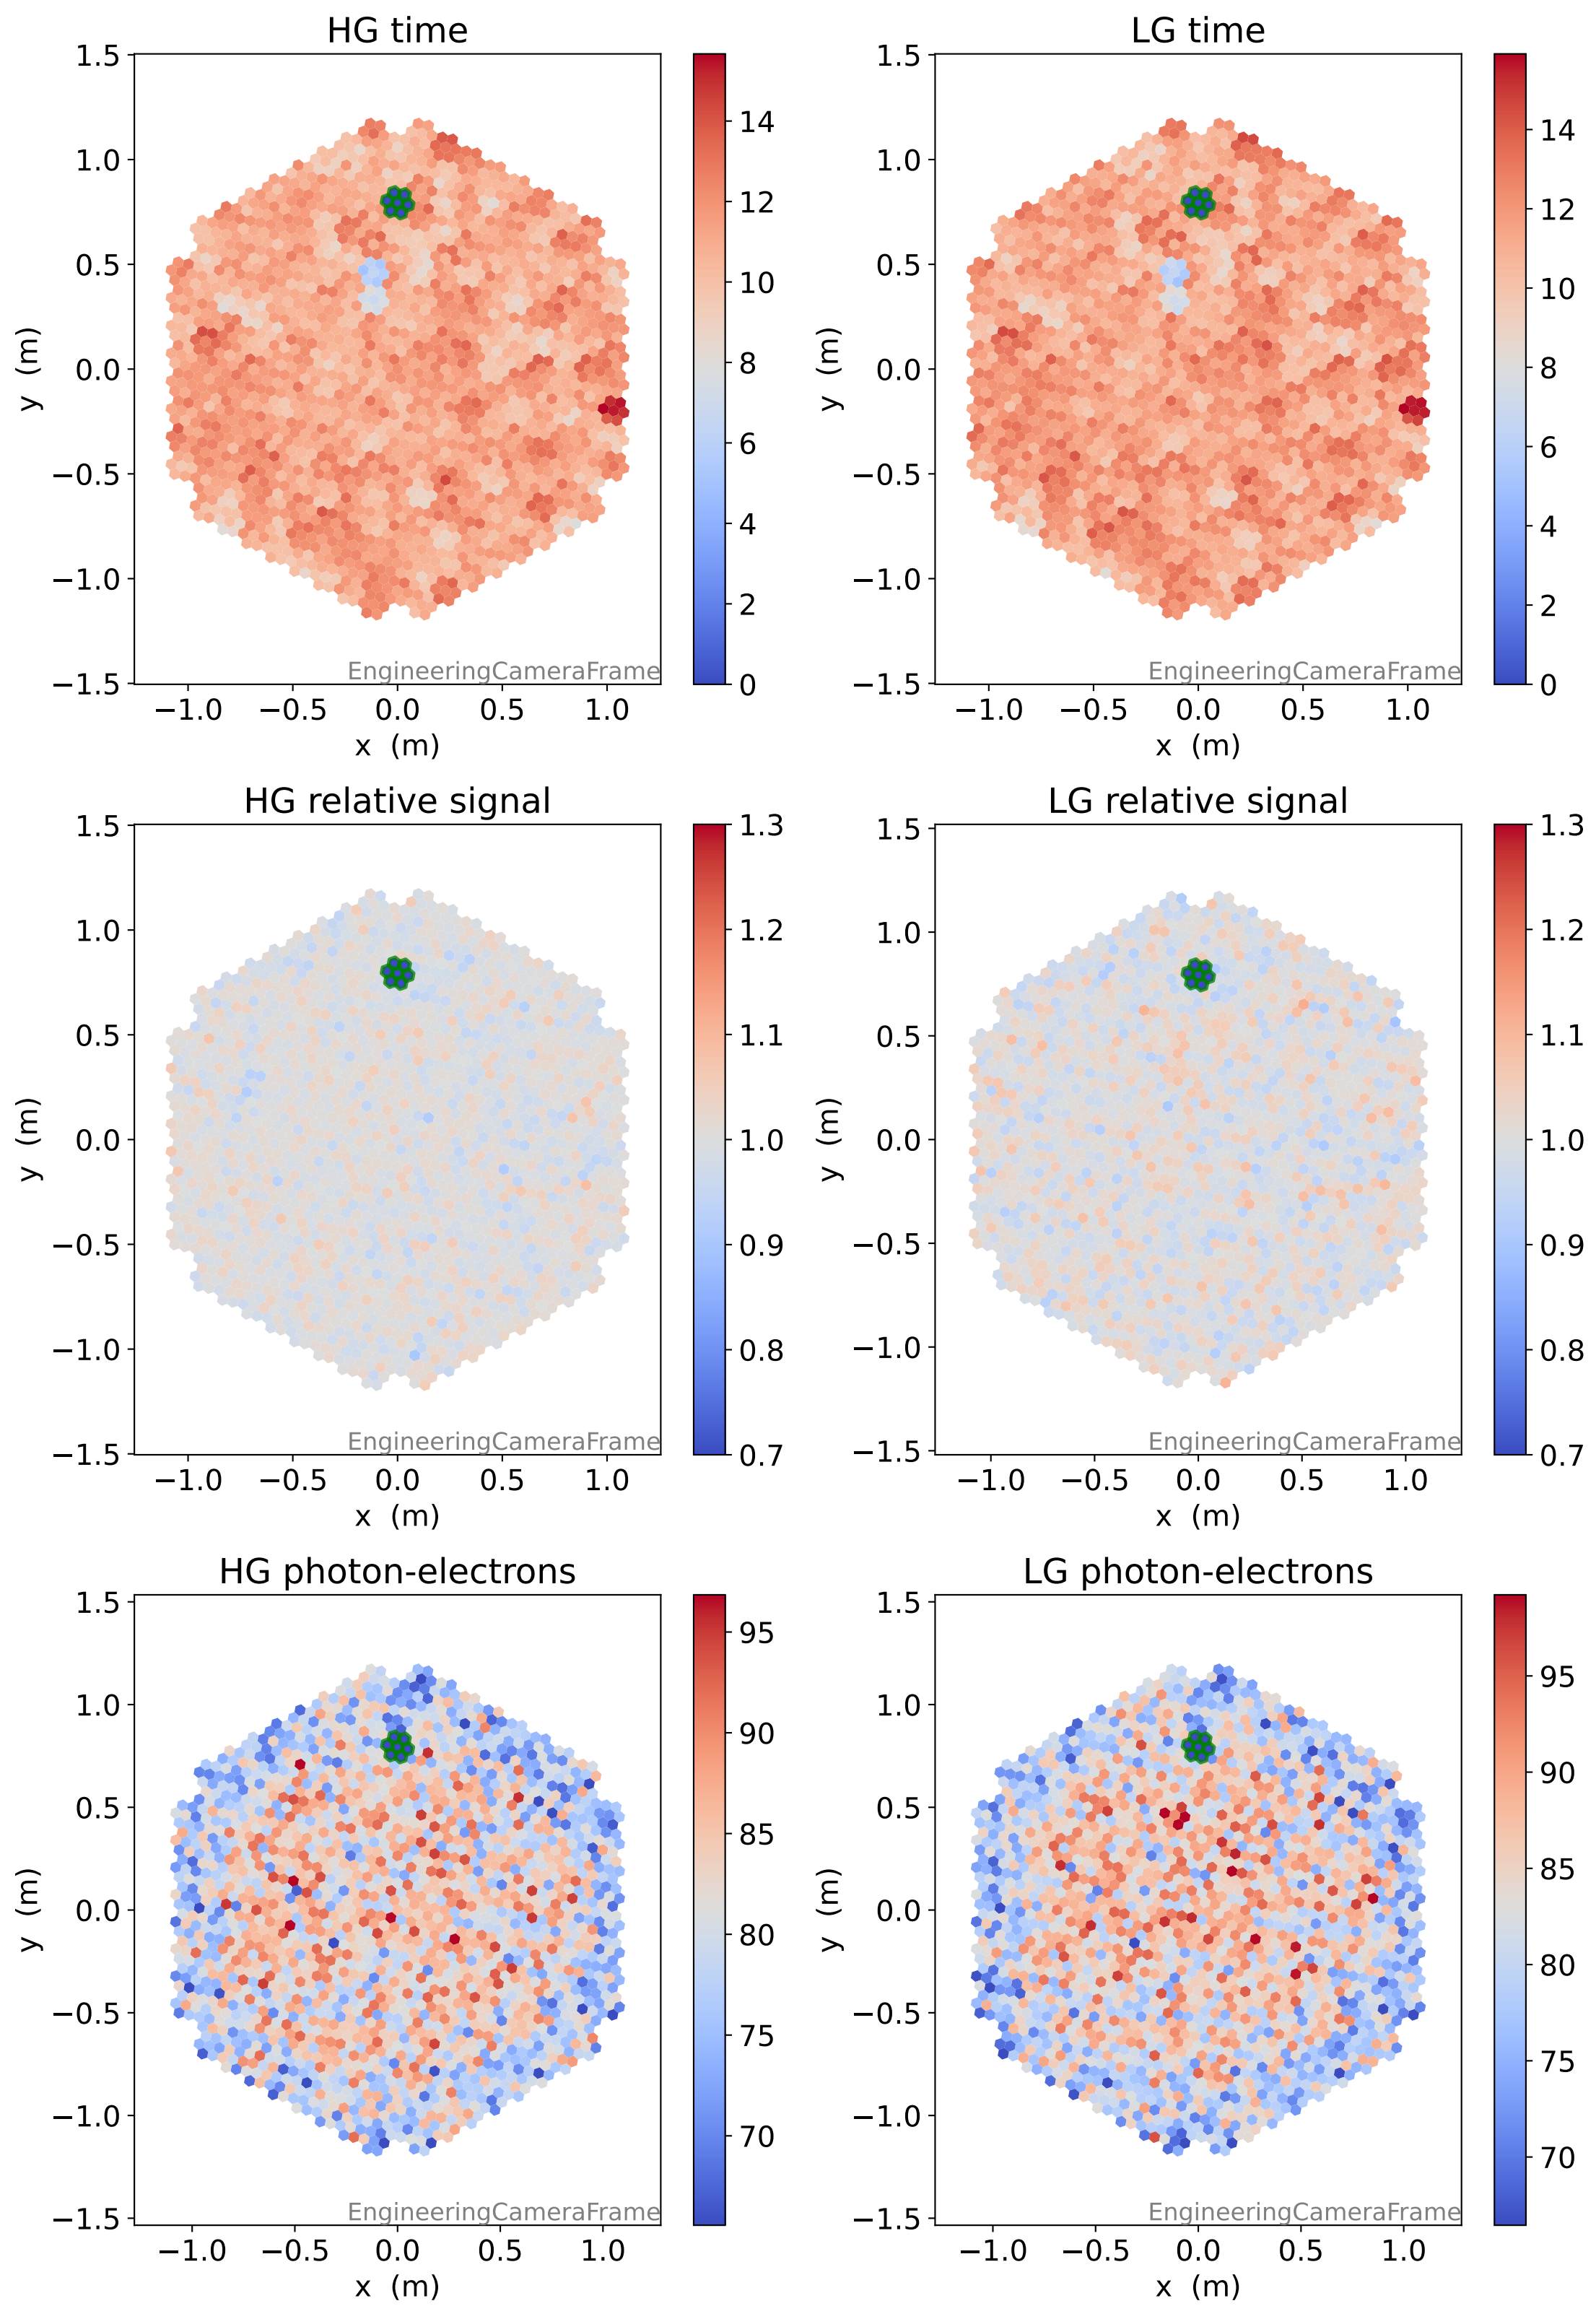 HG time
1.5
1.0
0.5
0.0
−0.5
−1.0
−1.5
y (m)
−1.0 −0.5 0.0 0.5 1.0
x (m)
EngineeringCameraFrame
14
12
10
8
6
4
2
0
LG time
1.5
1.0
0.5
0.0
−0.5
−1.0
−1.5
y (m)
−1.0 −0.5 0.0 0.5 1.0
x (m)
EngineeringCameraFrame
14
12
10
8
6
4
2
0
HG relative signal
1.5
1.0
0.5
0.0
−0.5
−1.0
−1.5
y (m)
−1.0 −0.5 0.0 0.5 1.0
x (m)
EngineeringCameraFrame
1.3
1.2
1.1
1.0
0.9
0.8
0.7
LG relative signal
1.5
1.0
0.5
0.0
−0.5
−1.0
−1.5
y (m)
−1.0 −0.5 0.0 0.5 1.0
x (m)
EngineeringCameraFrame
1.3
1.2
1.1
1.0
0.9
0.8
0.7
HG photon-electrons
1.5
1.0
0.5
0.0
−0.5
−1.0
−1.5
y (m)
−1.0 −0.5 0.0 0.5 1.0
x (m)
EngineeringCameraFrame
95
90
85
80
75
70
LG photon-electrons
1.5
1.0
0.5
0.0
−0.5
−1.0
−1.5
y (m)
−1.0 −0.5 0.0 0.5 1.0
x (m)
EngineeringCameraFrame
95
90
85
80
75
70